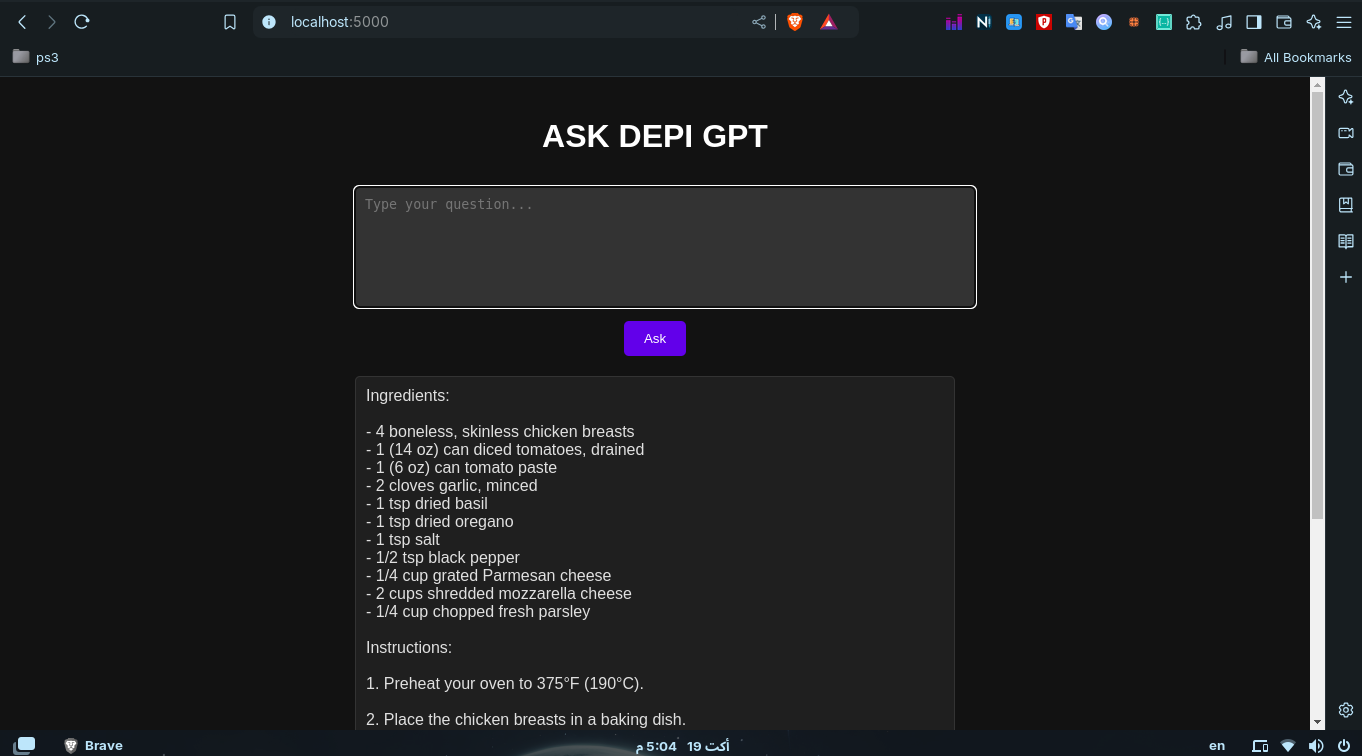 localhost:5000
ps3
All Bookmarks
ASK DEPI GPT
Type your question...
Ask
Ingredients:
- 4 boneless, skinless chicken breasts
- 1 (14 oz) can diced tomatoes, drained
- 1 (6 oz) can tomato paste
- 2 cloves garlic, minced
- 1 tsp dried basil
- 1 tsp dried oregano
- 1 tsp salt
- 1/2 tsp black pepper
- 1/4 cup grated Parmesan cheese
- 2 cups shredded mozzarella cheese
- 1/4 cup chopped fresh parsley
Instructions:
1. Preheat your oven to 375°F (190°C).
2. Place the chicken breasts in a baking dish.
Brave
أكت 19 5:04 م
en